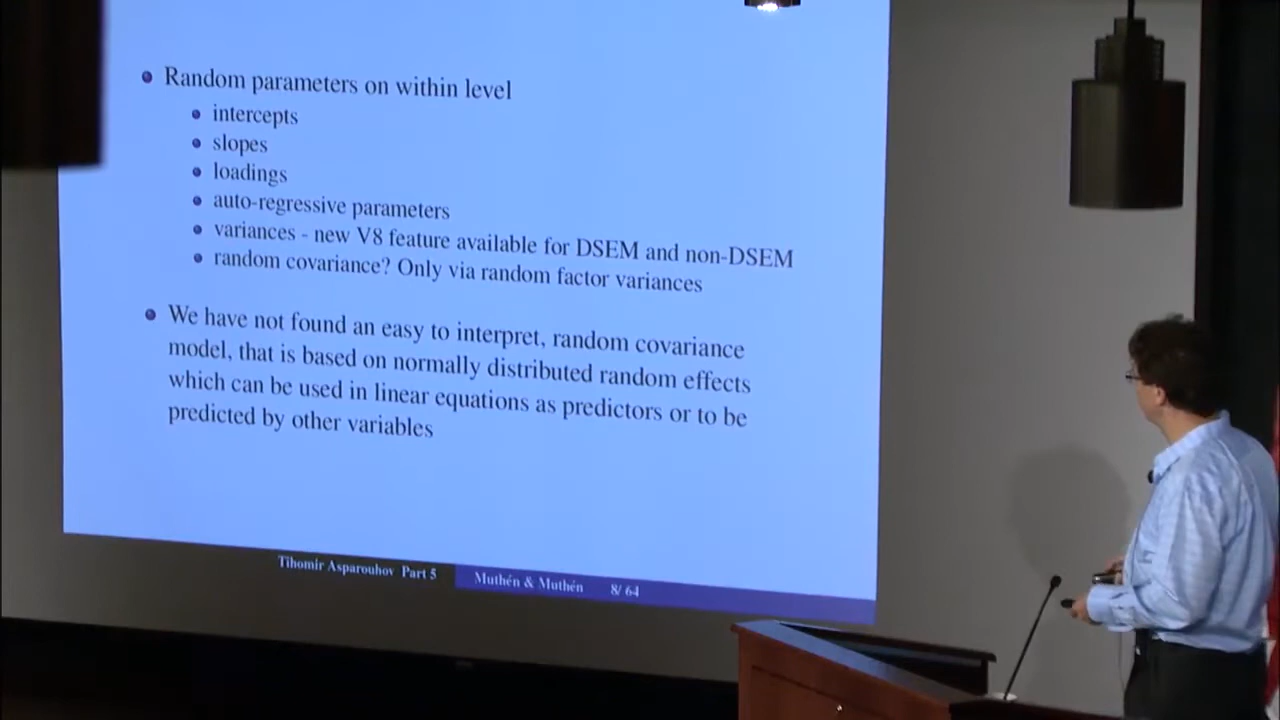 Random parameters on within level
intercepts
slopes
loadings
auto-regressive parameters
variances - new V8 feature available for DSEM and non-DSEM
random covariance? Only via random factor variances
We have not found an easy to interpret, random covariance
model, that is based on normally distributed random effects
which can be used in linear equations as predictors or to be
predicted by other variables
Tihomir Asparouhov Part 5 Muthén & Muthén 8/ 64